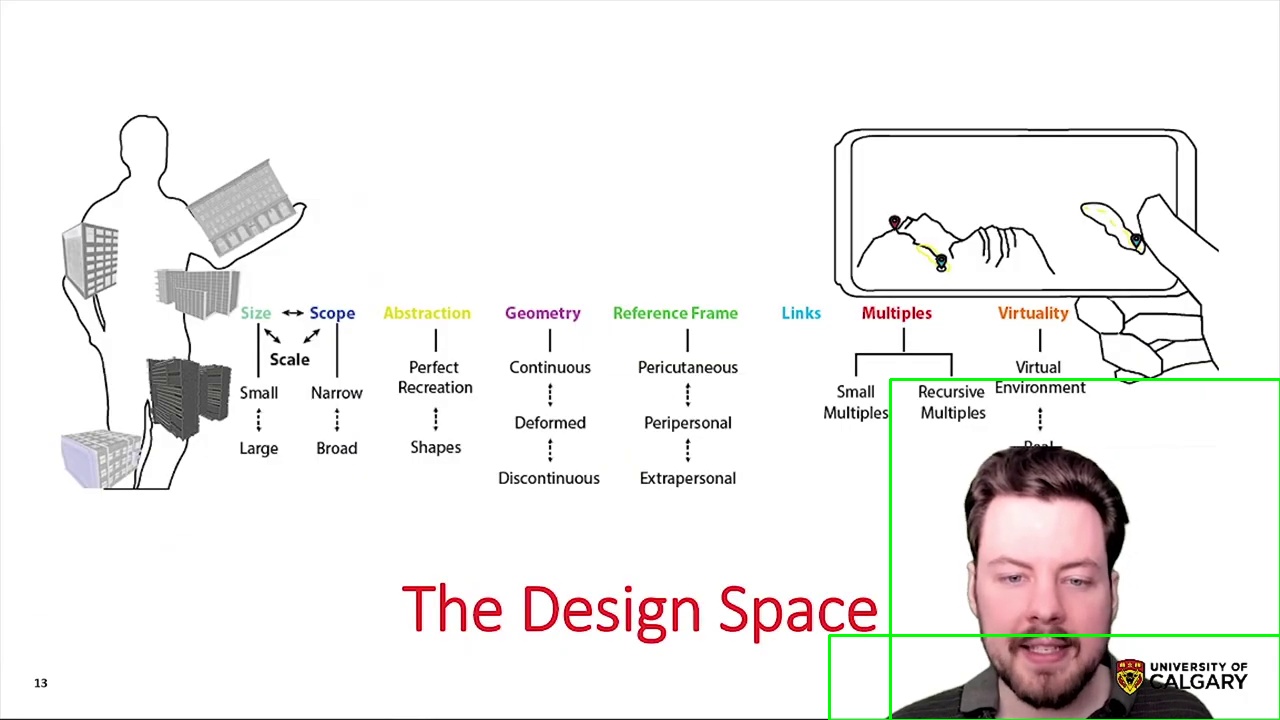 Size
Scope
Abstraction
Geometry
Reference Frame
Links
Multiples
Virtuality
Scale
Small
Large
Narrow
Broad
Perfect
Recreation
Shapes
Continuous
Deformed
Discontinuous
Pericutaneous
Peripersonal
Extrapersonal
Small
Multiples
Recursive
Multiples
Virtual
Environment
The Design Space
13
UNIVERSITY OF
CALGARY